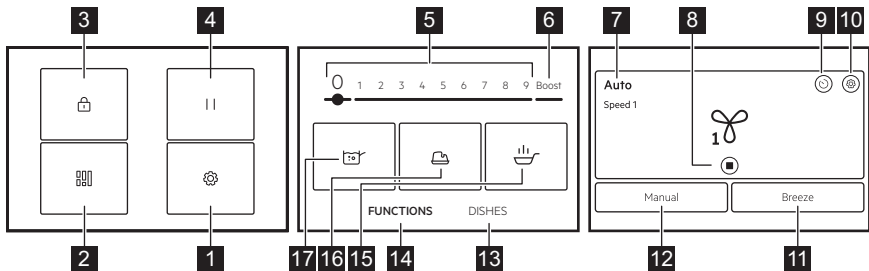 3 4 5 6 7 8 9 10
0 1 2 3 4 5 6 7 8 9 Boost
Auto
Speed 1
1
Manual Breeze
FUNCTIONS DISHES
2 1 17 16 15 14 13 12 11